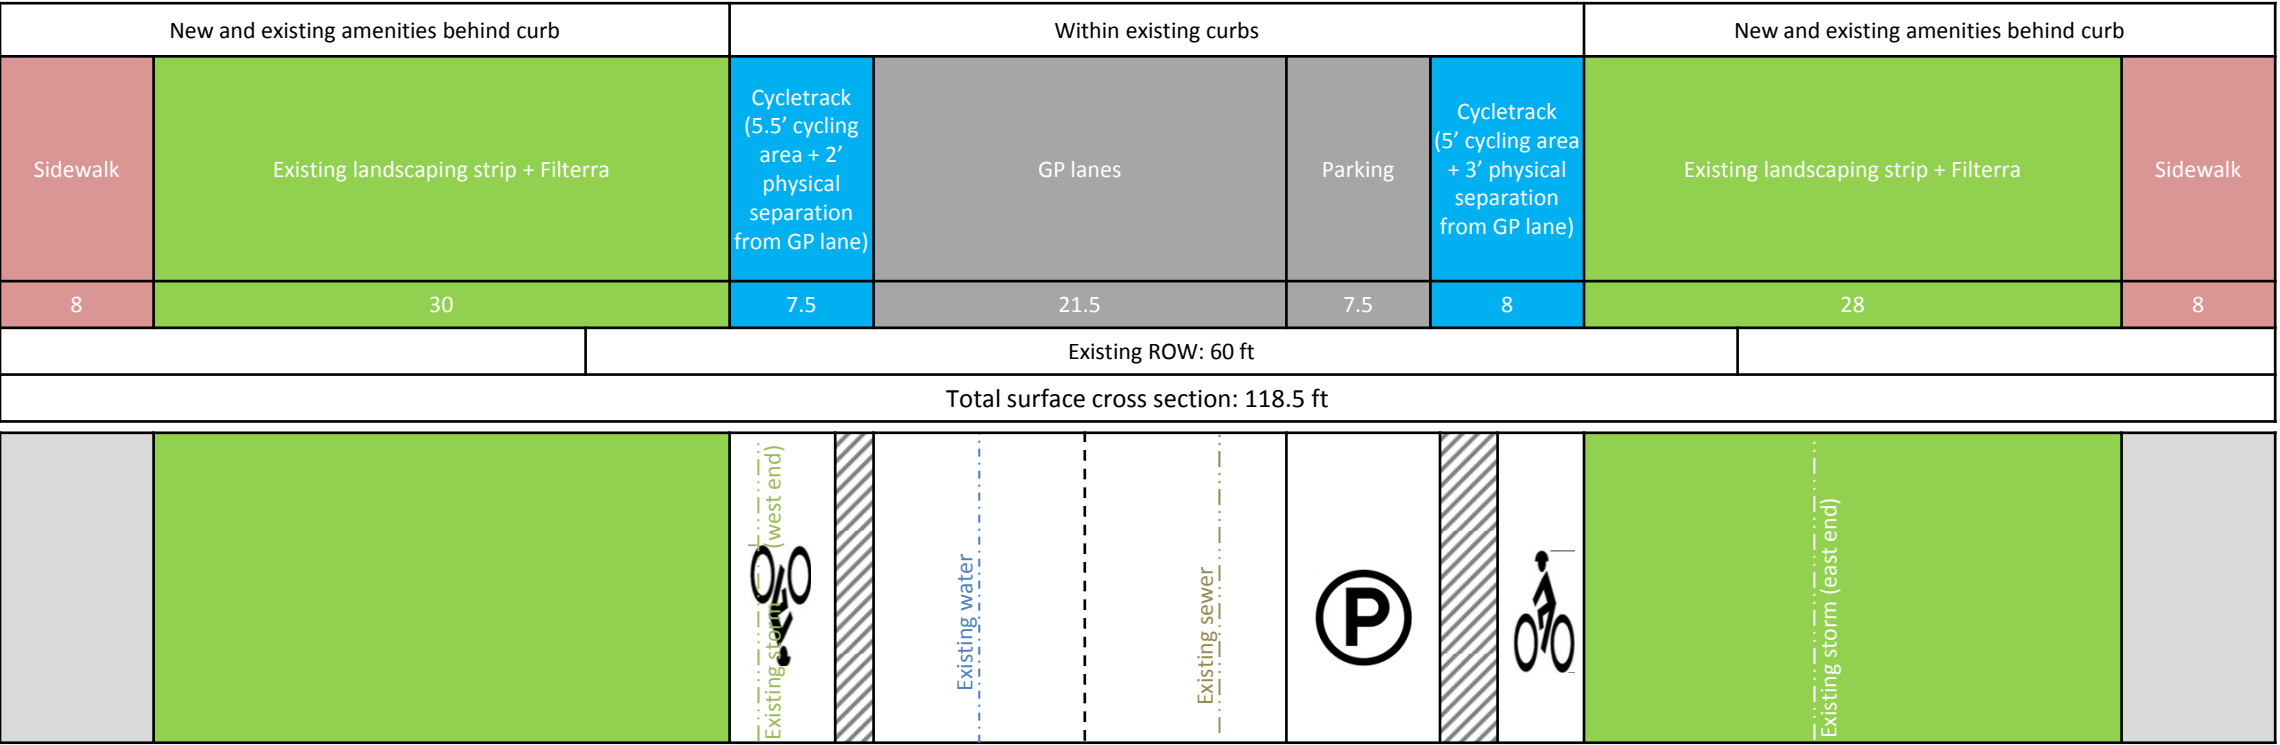 New and existing amenities behind curb
Within existing curbs
New and existing amenities behind curb
Sidewalk
Existing landscaping strip + Filterra
Cycletrack
(5.5’ cycling
area + 2’
physical
separation
from GP lane)
GP lanes
Parking
Cycletrack
(5’ cycling area
+ 3’ physical
separation
from GP lane)
Existing landscaping strip + Filterra
Sidewalk
8
30
7.5
21.5
7.5
8
28
8
Existing ROW: 60 ft
Total surface cross section: 118.5 ft
Existing storm (west end)
Existing water
Existing sewer
P
Existing storm (east end)